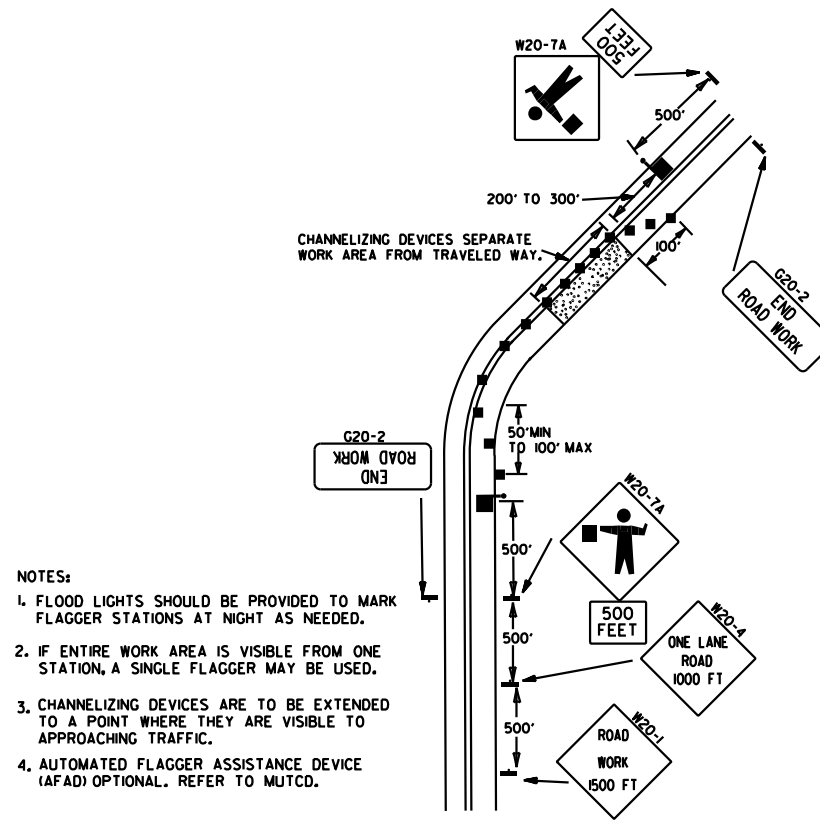 W20-7A
500
FEET
500'
200' TO 300'
CHANNELIZING DEVICES SEPARATE
WORK AREA FROM TRAVELED WAY.
100'
G20-2
END
ROAD WORK
G20-2
END
ROAD WORK
50'MIN
TO 100' MAX
W20-7A
500'
500
FEET
W20-4
ONE LANE
ROAD
1000 FT
500'
W20-1
ROAD
WORK
1500 FT
500'
NOTES:
1. FLOOD LIGHTS SHOULD BE PROVIDED TO MARK
FLAGGER STATIONS AT NIGHT AS NEEDED.
2. IF ENTIRE WORK AREA IS VISIBLE FROM ONE
STATION, A SINGLE FLAGGER MAY BE USED.
3. CHANNELIZING DEVICES ARE TO BE EXTENDED
TO A POINT WHERE THEY ARE VISIBLE TO
APPROACHING TRAFFIC.
4. AUTOMATED FLAGGER ASSISTANCE DEVICE
(AFAD) OPTIONAL. REFER TO MUTCD.